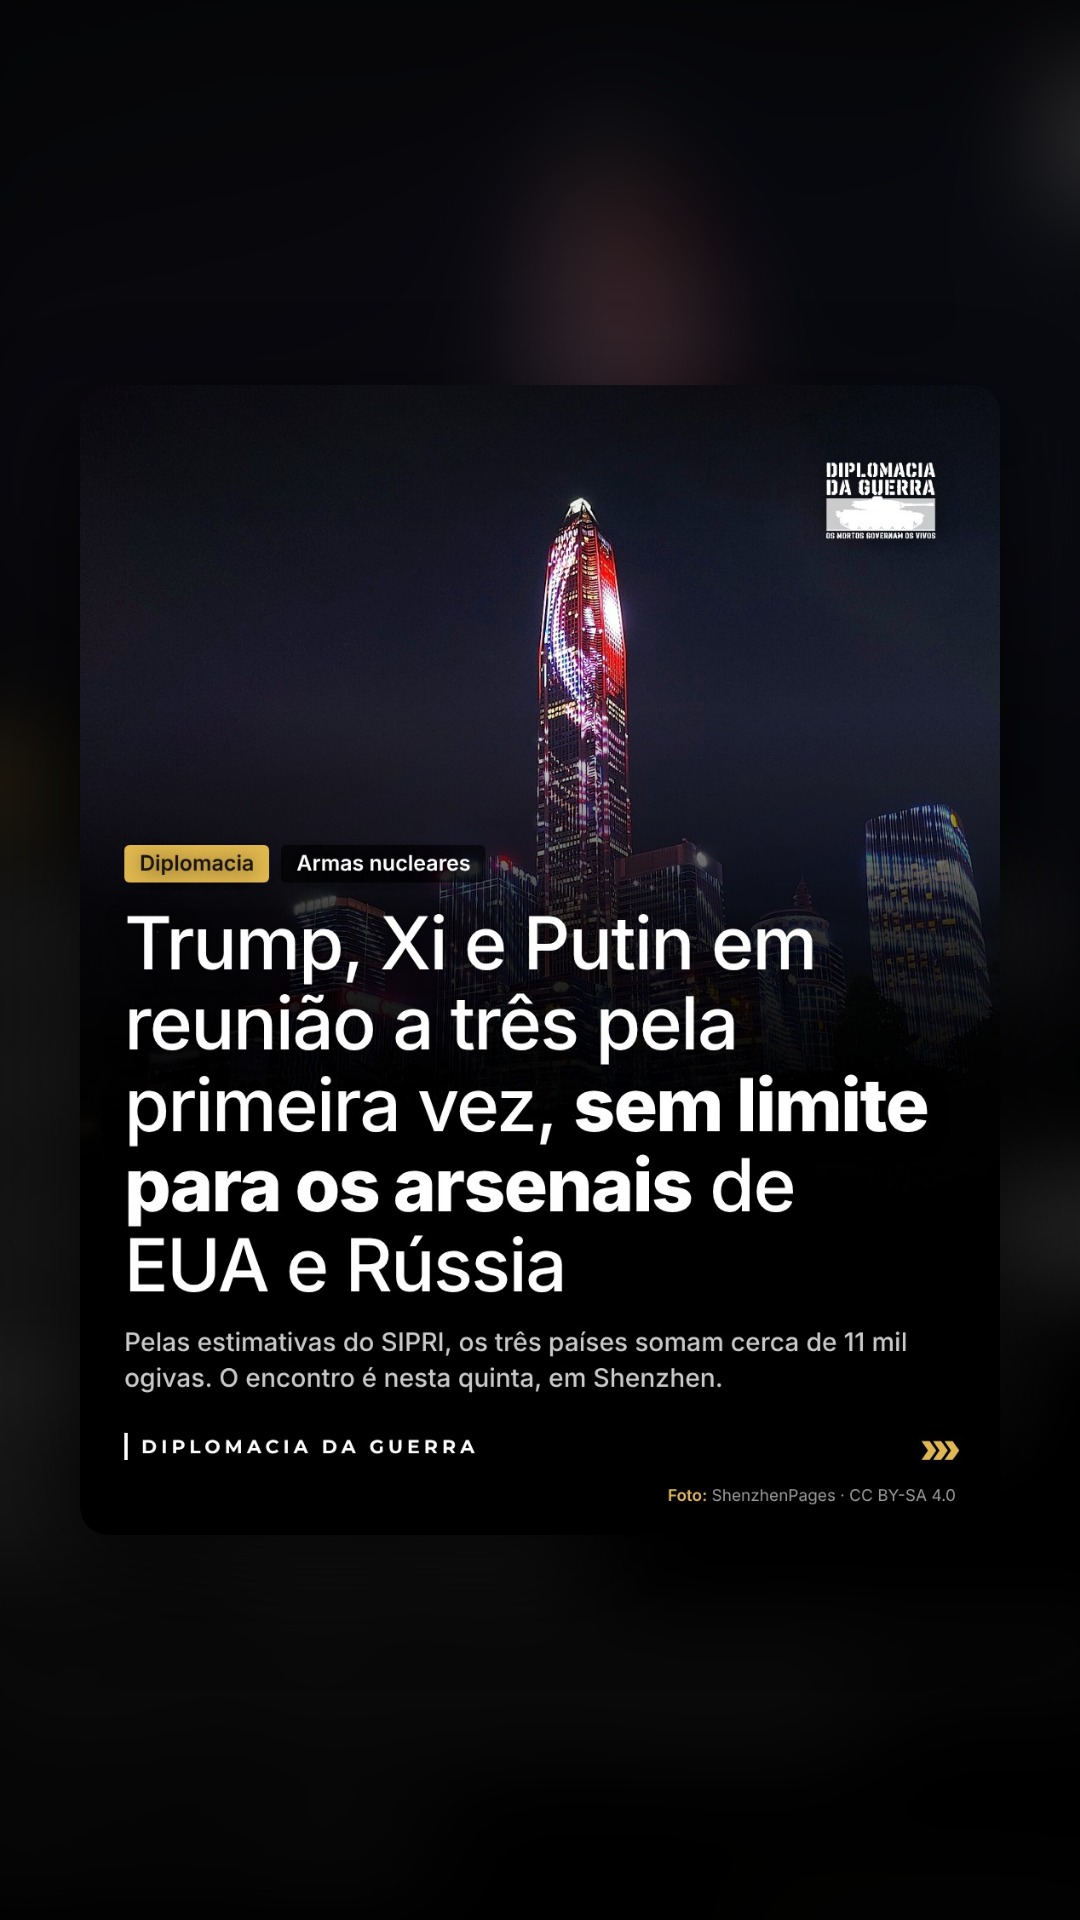 DIPLOMACIA
DA GUERRA
OS MORTOS GOVERNAM OS VIVOS
Diplomacia
Armas nucleares
Trump, Xi e Putin em
reunião a três pela
primeira vez, sem limite
para os arsenais de
EUA e Rússia
Pelas estimativas do SIPRI, os três países somam cerca de 11 mil
ogivas. O encontro é nesta quinta, em Shenzhen.
DIPLOMACIA DA GUERRA
Foto: ShenzhenPages · CC BY-SA 4.0